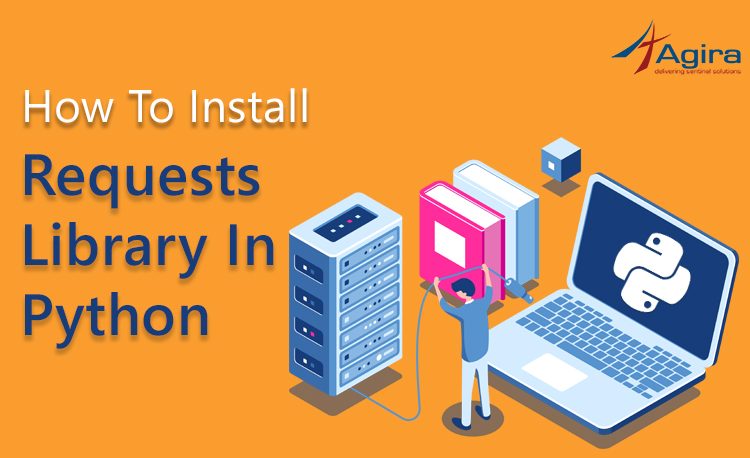 Agira
delivering sentinel solutions.
How To Install
Requests
Library In
Python